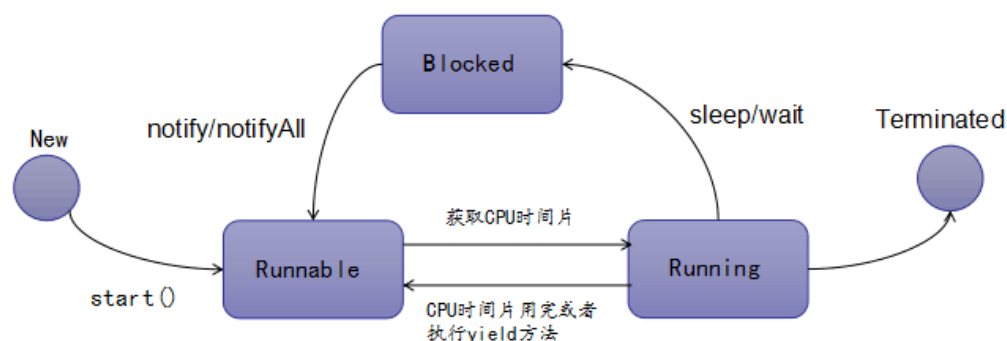 Blocked
notify/notifyAll
sleep/wait
New
Terminated
获取CPU时间片
Runnable
Running
start()
CPU时间片用完或者
执行yield方法